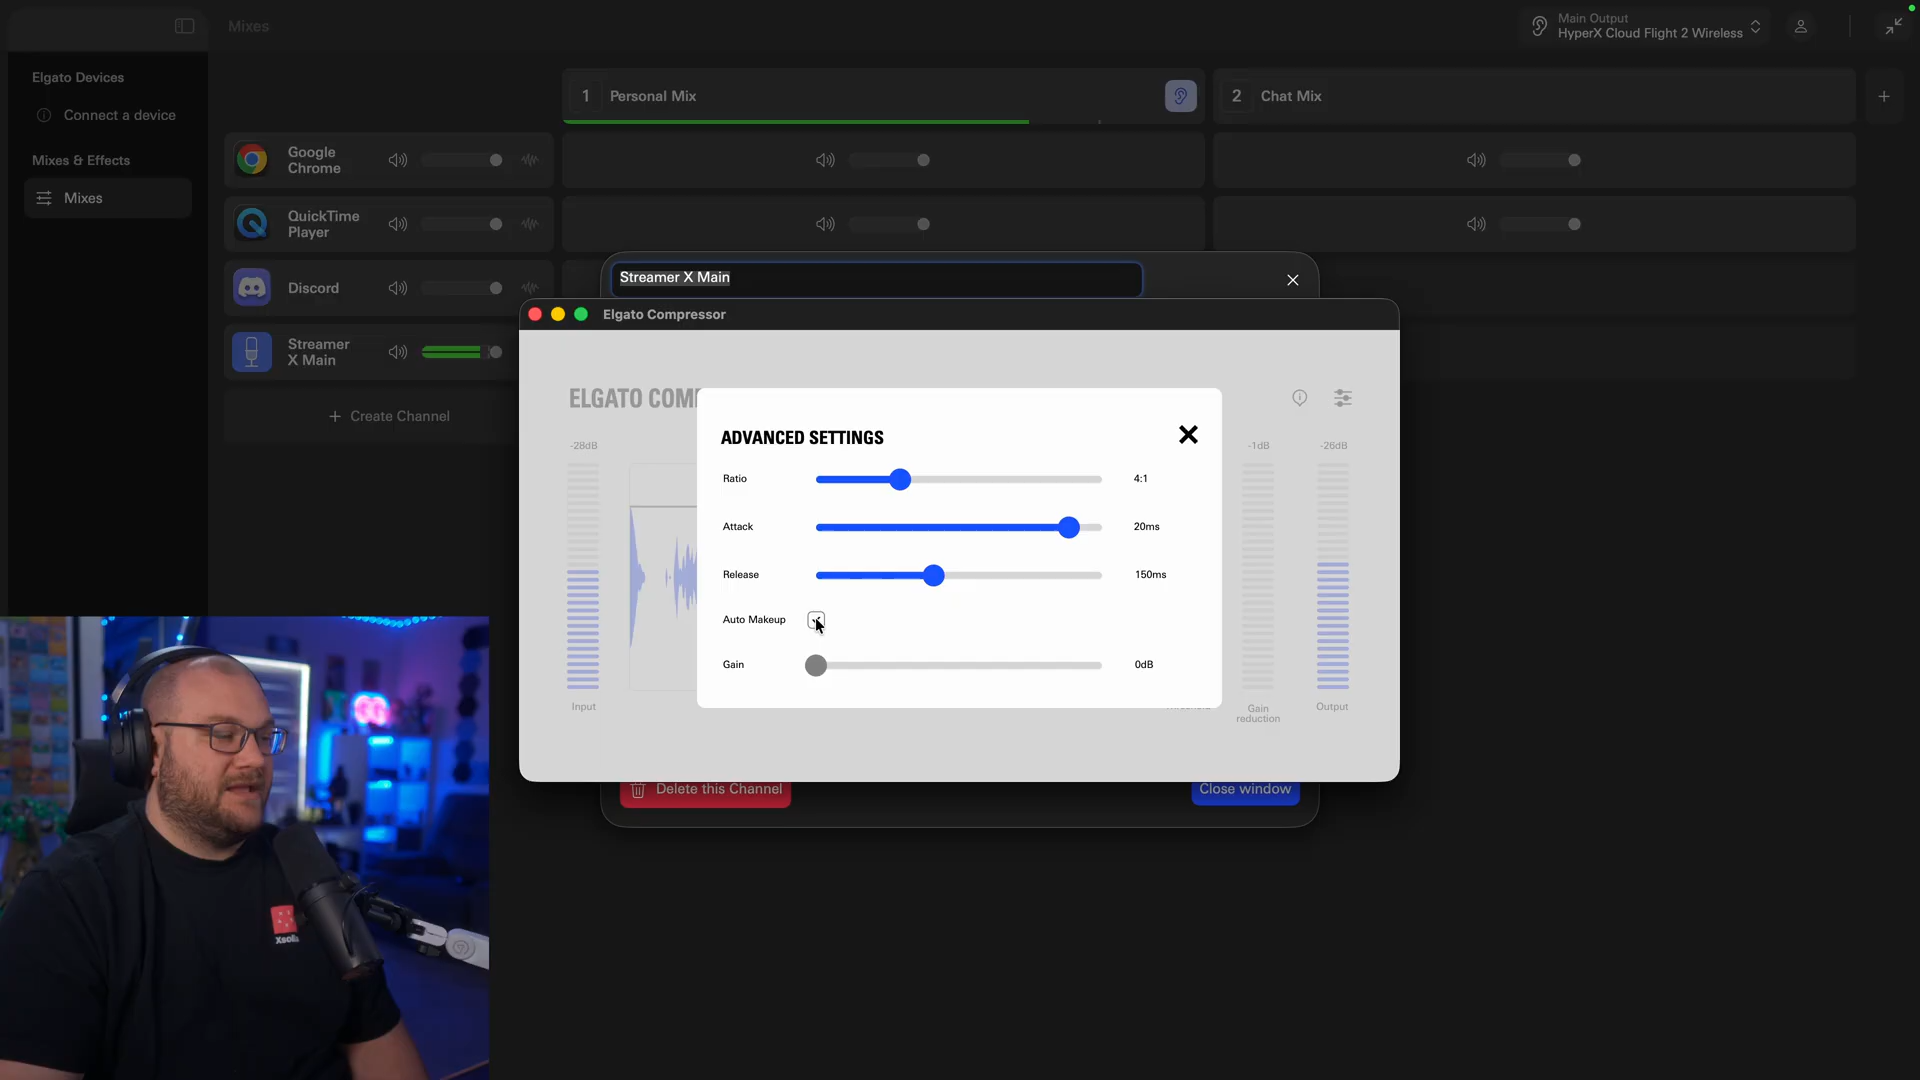 Mixes
Main Output
HyperX Cloud Flight 2 Wireless
Elgato Devices
Connect a device
Mixes & Effects
Mixes
1 Personal Mix
2 Chat Mix
Google Chrome
QuickTime Player
Discord
Streamer X Main
Create Channel
Streamer X Main
Elgato Compressor
ELGATO COM
-28dB
-1dB
-26dB
ADVANCED SETTINGS
Ratio 4:1
Attack 20ms
Release 150ms
Auto Makeup
Gain 0dB
Input
Gain reduction
Output
Delete this Channel
Close window
Xsolla